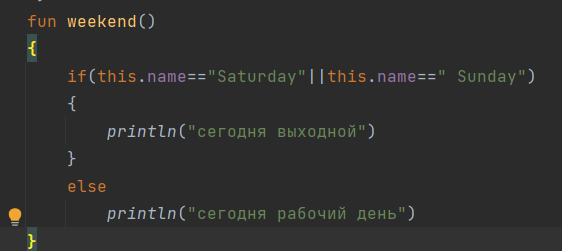 fun weekend()
{
if(this.name=="Saturday"||this.name==" Sunday")
{
println("сегодня выходной")
}
else
println("сегодня рабочий день")
}